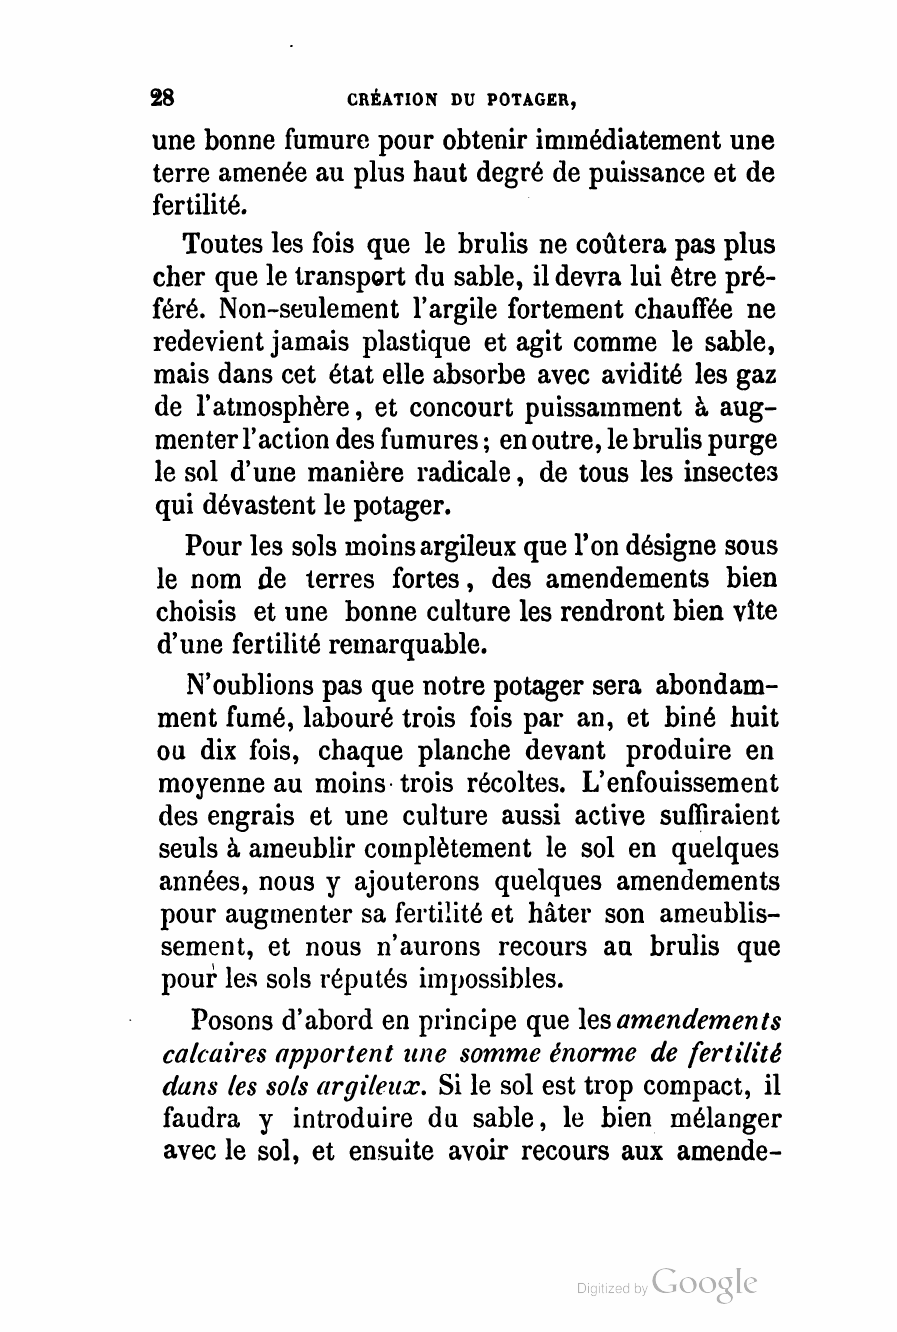 28 CRÉATION DU POTAGER,
une bonne fumure pour obtenir immédiatement une
terre amenée au plus haut degré de puissance et de
fertilité.
Toutes les fois que le brulis ne coûtera pas plus
cher que le transport du sable, il devra lui être pré-
féré. Non-seulement l'argile fortement chauffée ne
redevient jamais plastique et agit comme le sable,
mais dans cet état elle absorbe avec avidité les gaz
de l'atmosphère, et concourt puissamment à aug-
menter l'action des fumures; en outre, le brulis purge
le sol d'une manière radicale, de tous les insectes
qui dévastent le potager.
Pour les sols moins argileux que l'on désigne sous
le nom de terres fortes, des amendements bien
choisis et une bonne culture les rendront bien vîte
d'une fertilité remarquable.
N'oublions pas que notre potager sera abondam-
ment fumé, labouré trois fois par an, et biné huit
ou dix fois, chaque planche devant produire en
moyenne au moins trois récoltes. L'enfouissement
des engrais et une culture aussi active suffiraient
seuls à ameublir complètement le sol en quelques
années, nous y ajouterons quelques amendements
pour augmenter sa fertilité et hâter son ameublis-
sement, et nous n'aurons recours au brulis que
pour les sols réputés impossibles.
Posons d'abord en principe que les amendements
calcaires apportent une somme énorme de fertilité
dans les sols argileux. Si le sol est trop compact, il
faudra y introduire du sable, le bien mélanger
avec le sol, et ensuite avoir recours aux amende-
Digitized by Google